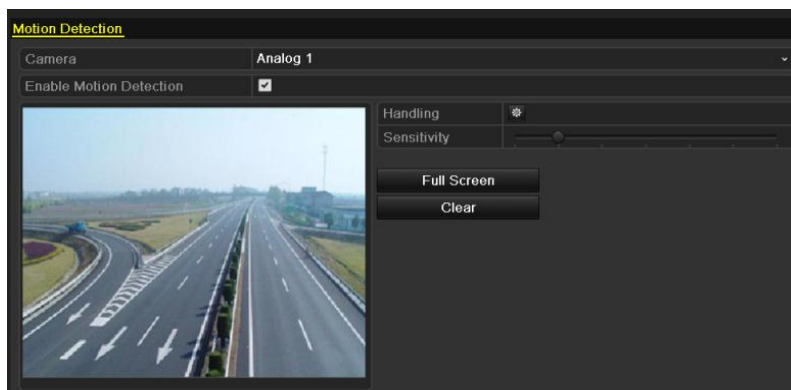 Motion Detection
Camera Analog 1
Enable Motion Detection
Handling
Sensitivity
Full Screen
Clear